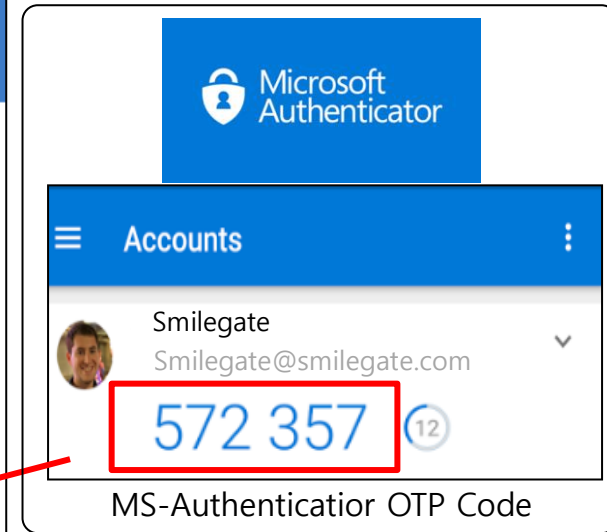 Microsoft
Authenticator
Accounts
Smilegate
Smilegate@smilegate.com
572 357
12
MS-Authenticatior OTP Code